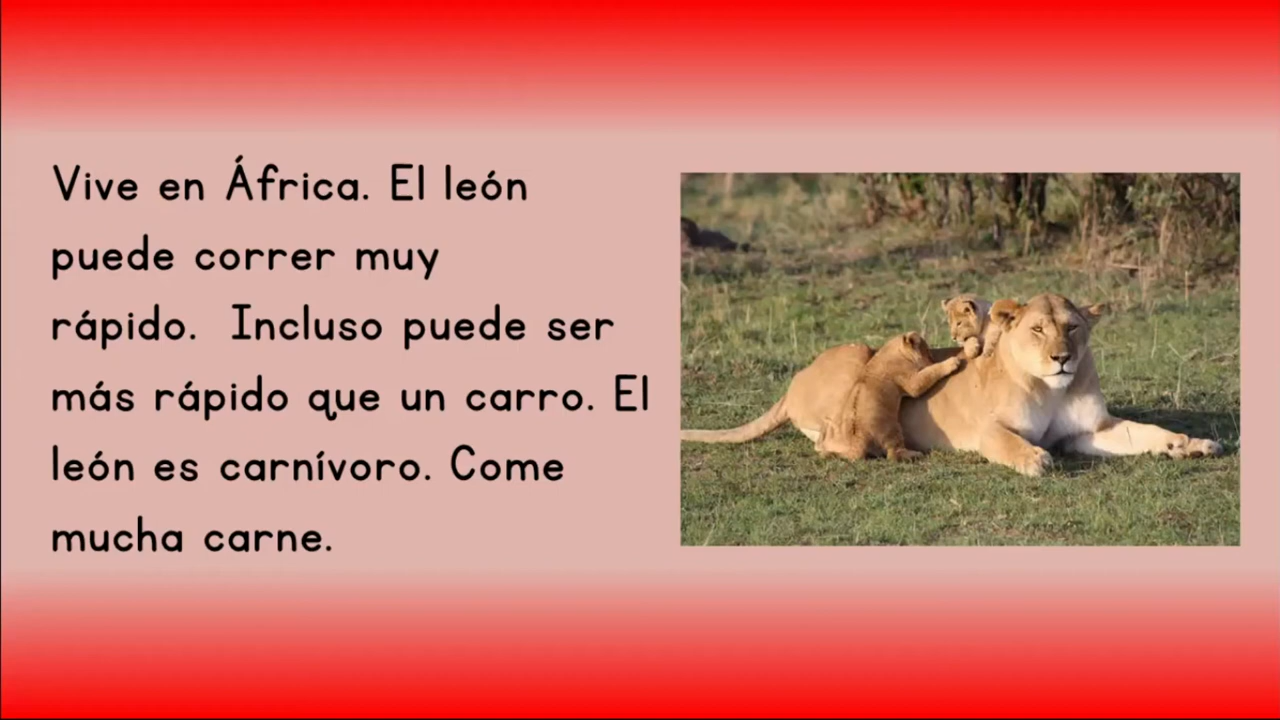 Vive en África. El león
puede correr muy
rápido.  Incluso puede ser
más rápido que un carro. El
león es carnívoro. Come
mucha carne.